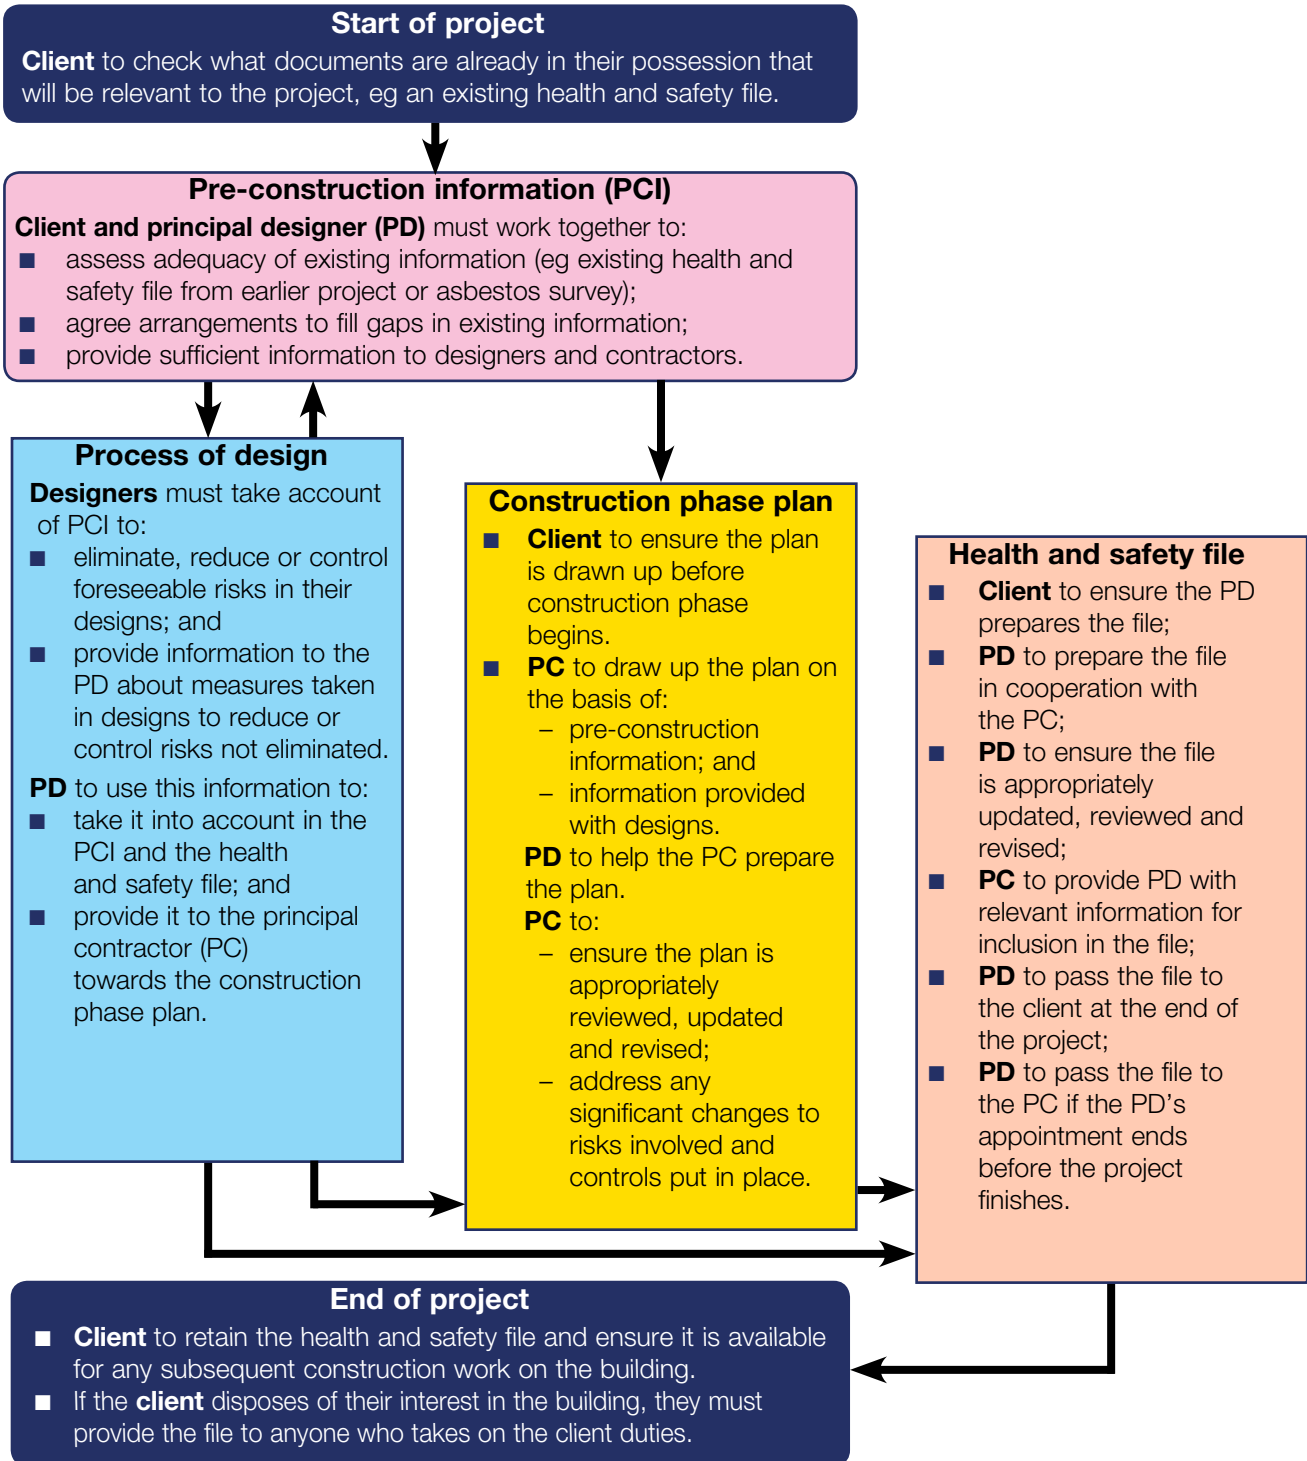 Start of project
Client to check what documents are already in their possession that
will be relevant to the project, eg an existing health and safety file.
Pre-construction information (PCI)
Client and principal designer (PD) must work together to:
■ assess adequacy of existing information (eg existing health and
safety file from earlier project or asbestos survey);
■ agree arrangements to fill gaps in existing information;
■ provide sufficient information to designers and contractors.
Process of design
Designers must take account
of PCI to:
■ eliminate, reduce or control
foreseeable risks in their
designs; and
■ provide information to the
PD about measures taken
in designs to reduce or
control risks not eliminated.
PD to use this information to:
■ take it into account in the
PCI and the health
and safety file; and
■ provide it to the principal
contractor (PC)
towards the construction
phase plan.
Construction phase plan
■ Client to ensure the plan
is drawn up before
construction phase
begins.
■ PC to draw up the plan on
the basis of:
– pre-construction
information; and
– information provided
with designs.
PD to help the PC prepare
the plan.
PC to:
– ensure the plan is
appropriately
reviewed, updated
and revised;
– address any
significant changes to
risks involved and
controls put in place.
Health and safety file
■ Client to ensure the PD
prepares the file;
■ PD to prepare the file
in cooperation with
the PC;
■ PD to ensure the file
is appropriately
updated, reviewed and
revised;
■ PC to provide PD with
relevant information for
inclusion in the file;
■ PD to pass the file to
the client at the end of
the project;
■ PD to pass the file to
the PC if the PD’s
appointment ends
before the project
finishes.
End of project
■ Client to retain the health and safety file and ensure it is available
for any subsequent construction work on the building.
■ If the client disposes of their interest in the building, they must
provide the file to anyone who takes on the client duties.